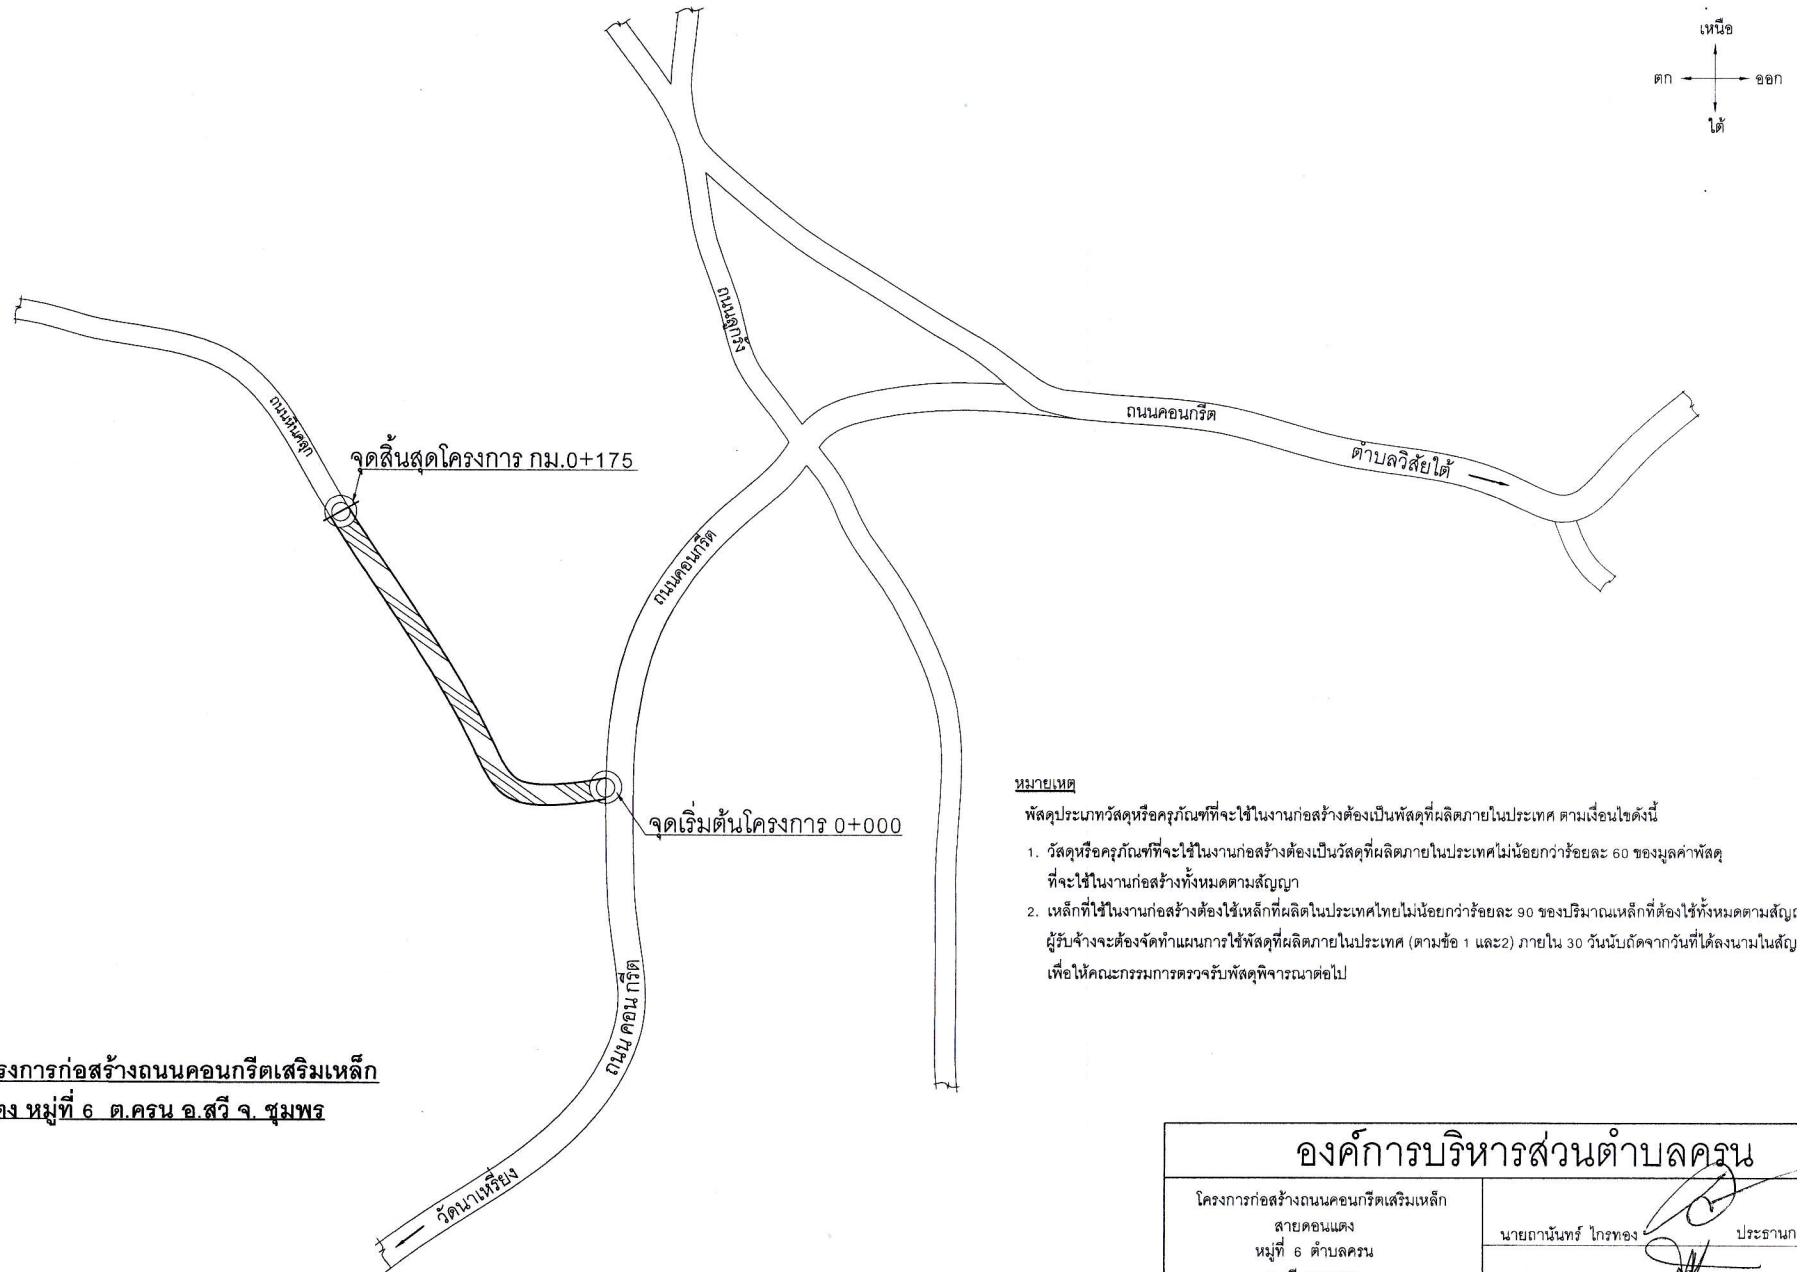 เหนือ
ตก
ออก
ใต้
ถนนลูกรัง
ถนนหินคลุก
จุดสิ้นสุดโครงการ กม.0+175
ถนนคอนกรีต
ตำบลวิสัยใต้
ถนนคอนกรีต
จุดเริ่มต้นโครงการ 0+000
หมายเหตุ
พัสดุประเภทวัสดุหรือครุภัณฑ์ที่จะใช้ในงานก่อสร้างต้องเป็นพัสดุที่ผลิตภายในประเทศ ตามเงื่อนไขดังนี้
1. วัสดุหรือครุภัณฑ์ที่จะใช้ในงานก่อสร้างต้องเป็นวัสดุที่ผลิตภายในประเทศไม่น้อยกว่าร้อยละ 60 ของมูลค่าพัสดุ
ที่จะใช้ในงานก่อสร้างทั้งหมดตามสัญญา
2. เหล็กที่ใช้ในงานก่อสร้างต้องใช้เหล็กที่ผลิตในประเทศไทยไม่น้อยกว่าร้อยละ 90 ของปริมาณเหล็กที่ต้องใช้ทั้งหมดตามสัญ
ผู้รับจ้างจะต้องจัดทำแผนการใช้พัสดุที่ผลิตภายในประเทศ (ตามข้อ 1 และ2) ภายใน 30 วันนับถัดจากวันที่ได้ลงนามในสัญ
เพื่อให้คณะกรรมการตรวจรับพัสดุพิจารณาต่อไป
ถนน คอน กรีต
วัดนาเหรี่ยง
รงการก่อสร้างถนนคอนกรีตเสริมเหล็ก
ง หมู่ที่ 6 ต.ครน อ.สวี จ. ชุมพร
องค์การบริหารส่วนตำบลครน
โครงการก่อสร้างถนนคอนกรีตเสริมเหล็ก
สายดอนแตง
หมู่ที่ 6 ตำบลครน
นายถานันทร์ ไกรทอง
ประธานก